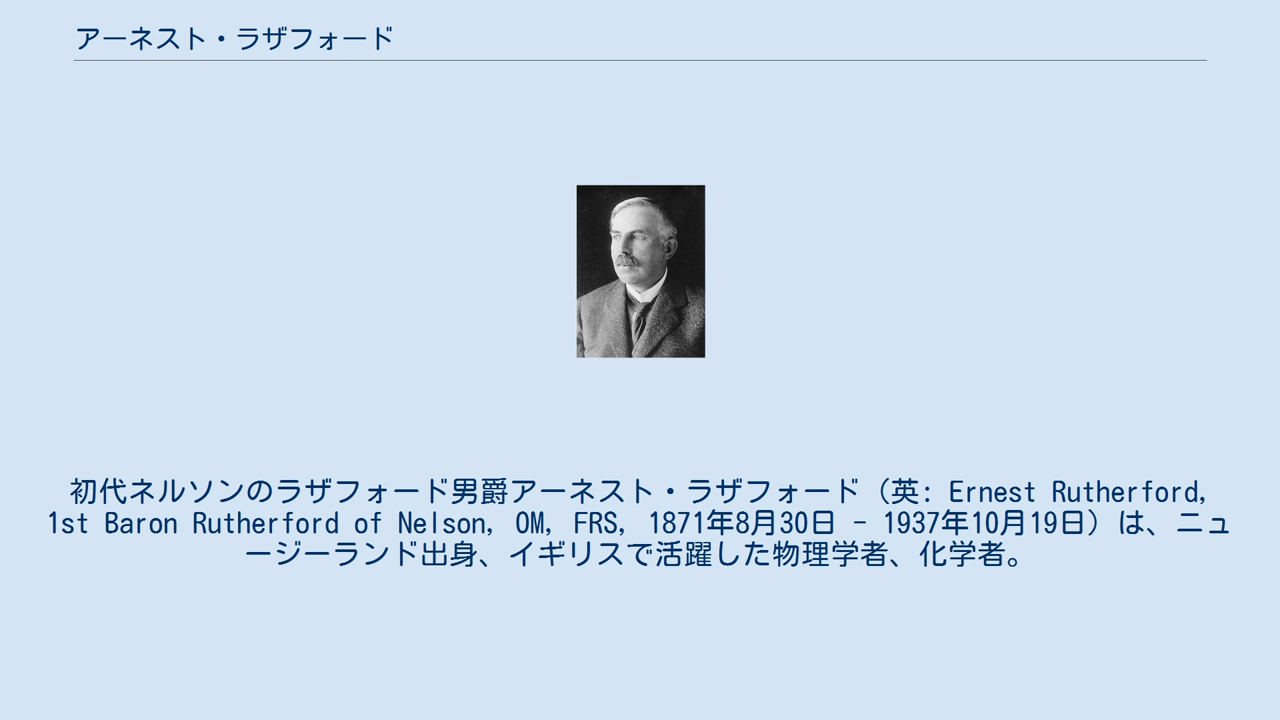 アーネスト・ラザフォード
初代ネルソンのラザフォード男爵アーネスト・ラザフォード（英: Ernest Rutherford,
1st Baron Rutherford of Nelson, OM, FRS, 1871年8月30日 - 1937年10月19日）は、ニュ
ージーランド出身、イギリスで活躍した物理学者、化学者。